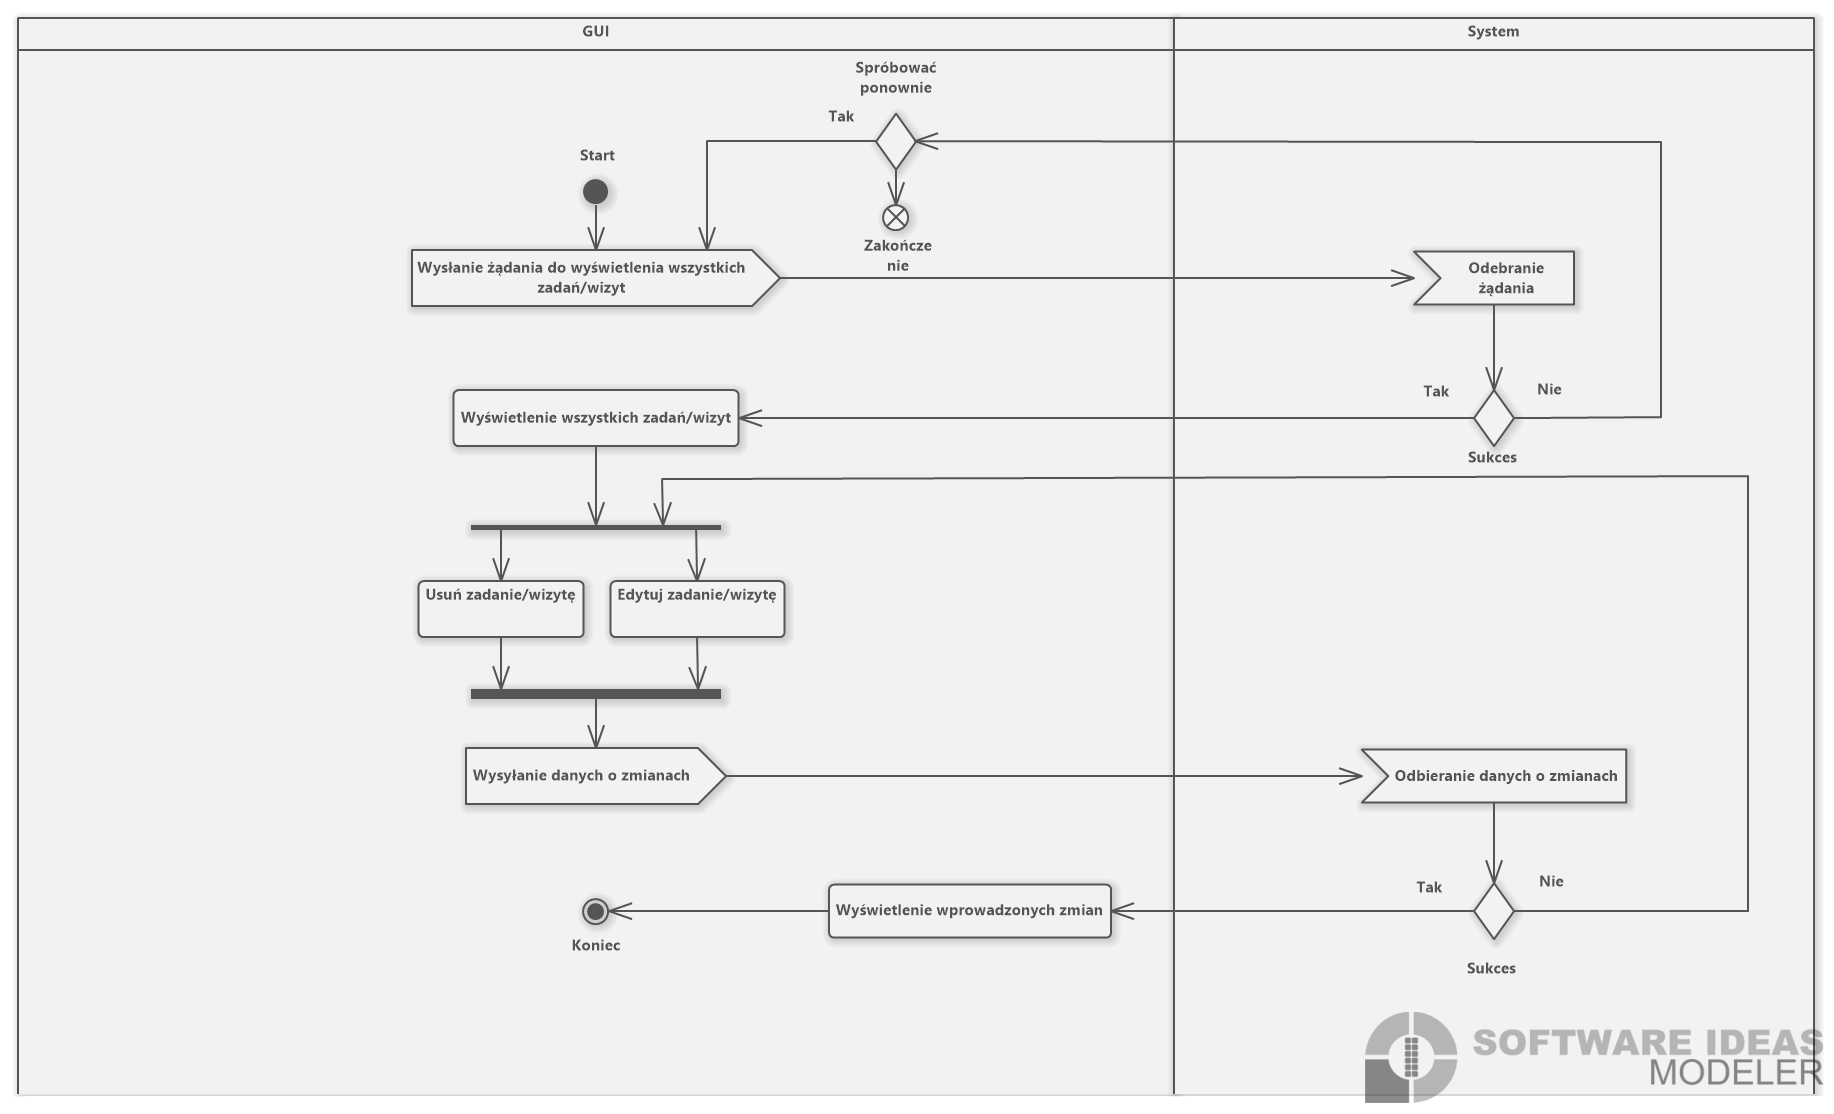 GUI
System
Spróbować
ponownie
Tak
Start
Zakończe
nie
Wysłanie żądania do wyświetlenia wszystkich
zadań/wizyt
Odebranie
żądania
Tak
Nie
Wyświetlenie wszystkich zadań/wizyt
Sukces
Usuń zadanie/wizytę
Edytuj zadanie/wizytę
Wysyłanie danych o zmianach
Odbieranie danych o zmianach
Tak
Nie
Wyświetlenie wprowadzonych zmian
Koniec
Sukces
SOFTWARE IDEAS
MODELER